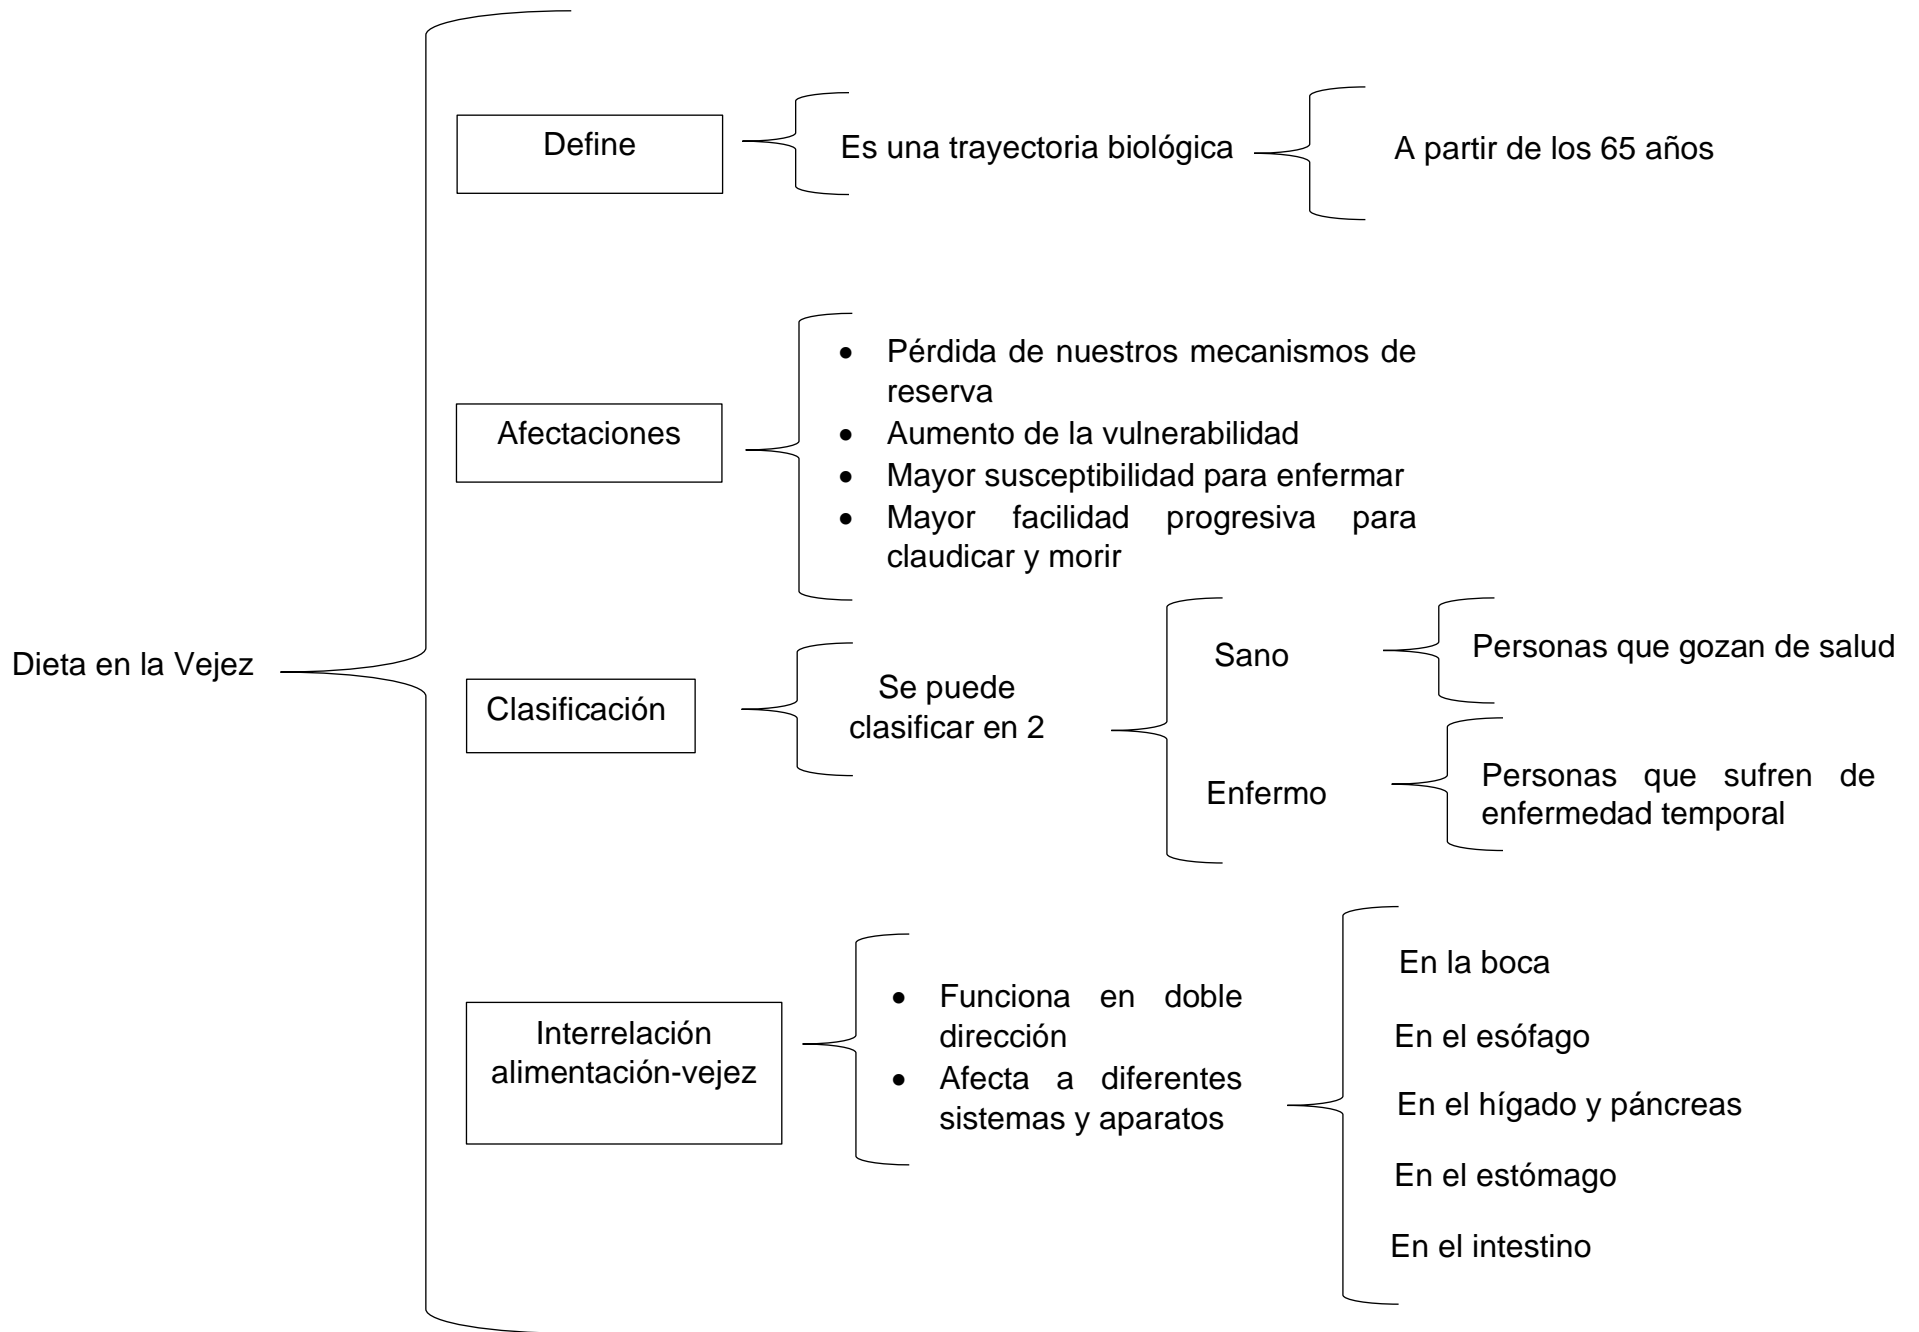 Dieta en la Vejez
Define
Es una trayectoria biológica
A partir de los 65 años
Afectaciones
• Pérdida de nuestros mecanismos de
reserva
• Aumento de la vulnerabilidad
• Mayor susceptibilidad para enfermar
• Mayor facilidad progresiva para
claudicar y morir
Clasificación
Se puede
clasificar en 2
Sano
Personas que gozan de salud
Enfermo
Personas que sufren de
enfermedad temporal
Interrelación
alimentación-vejez
• Funciona en doble
dirección
• Afecta a diferentes
sistemas y aparatos
En la boca
En el esófago
En el hígado y páncreas
En el estómago
En el intestino